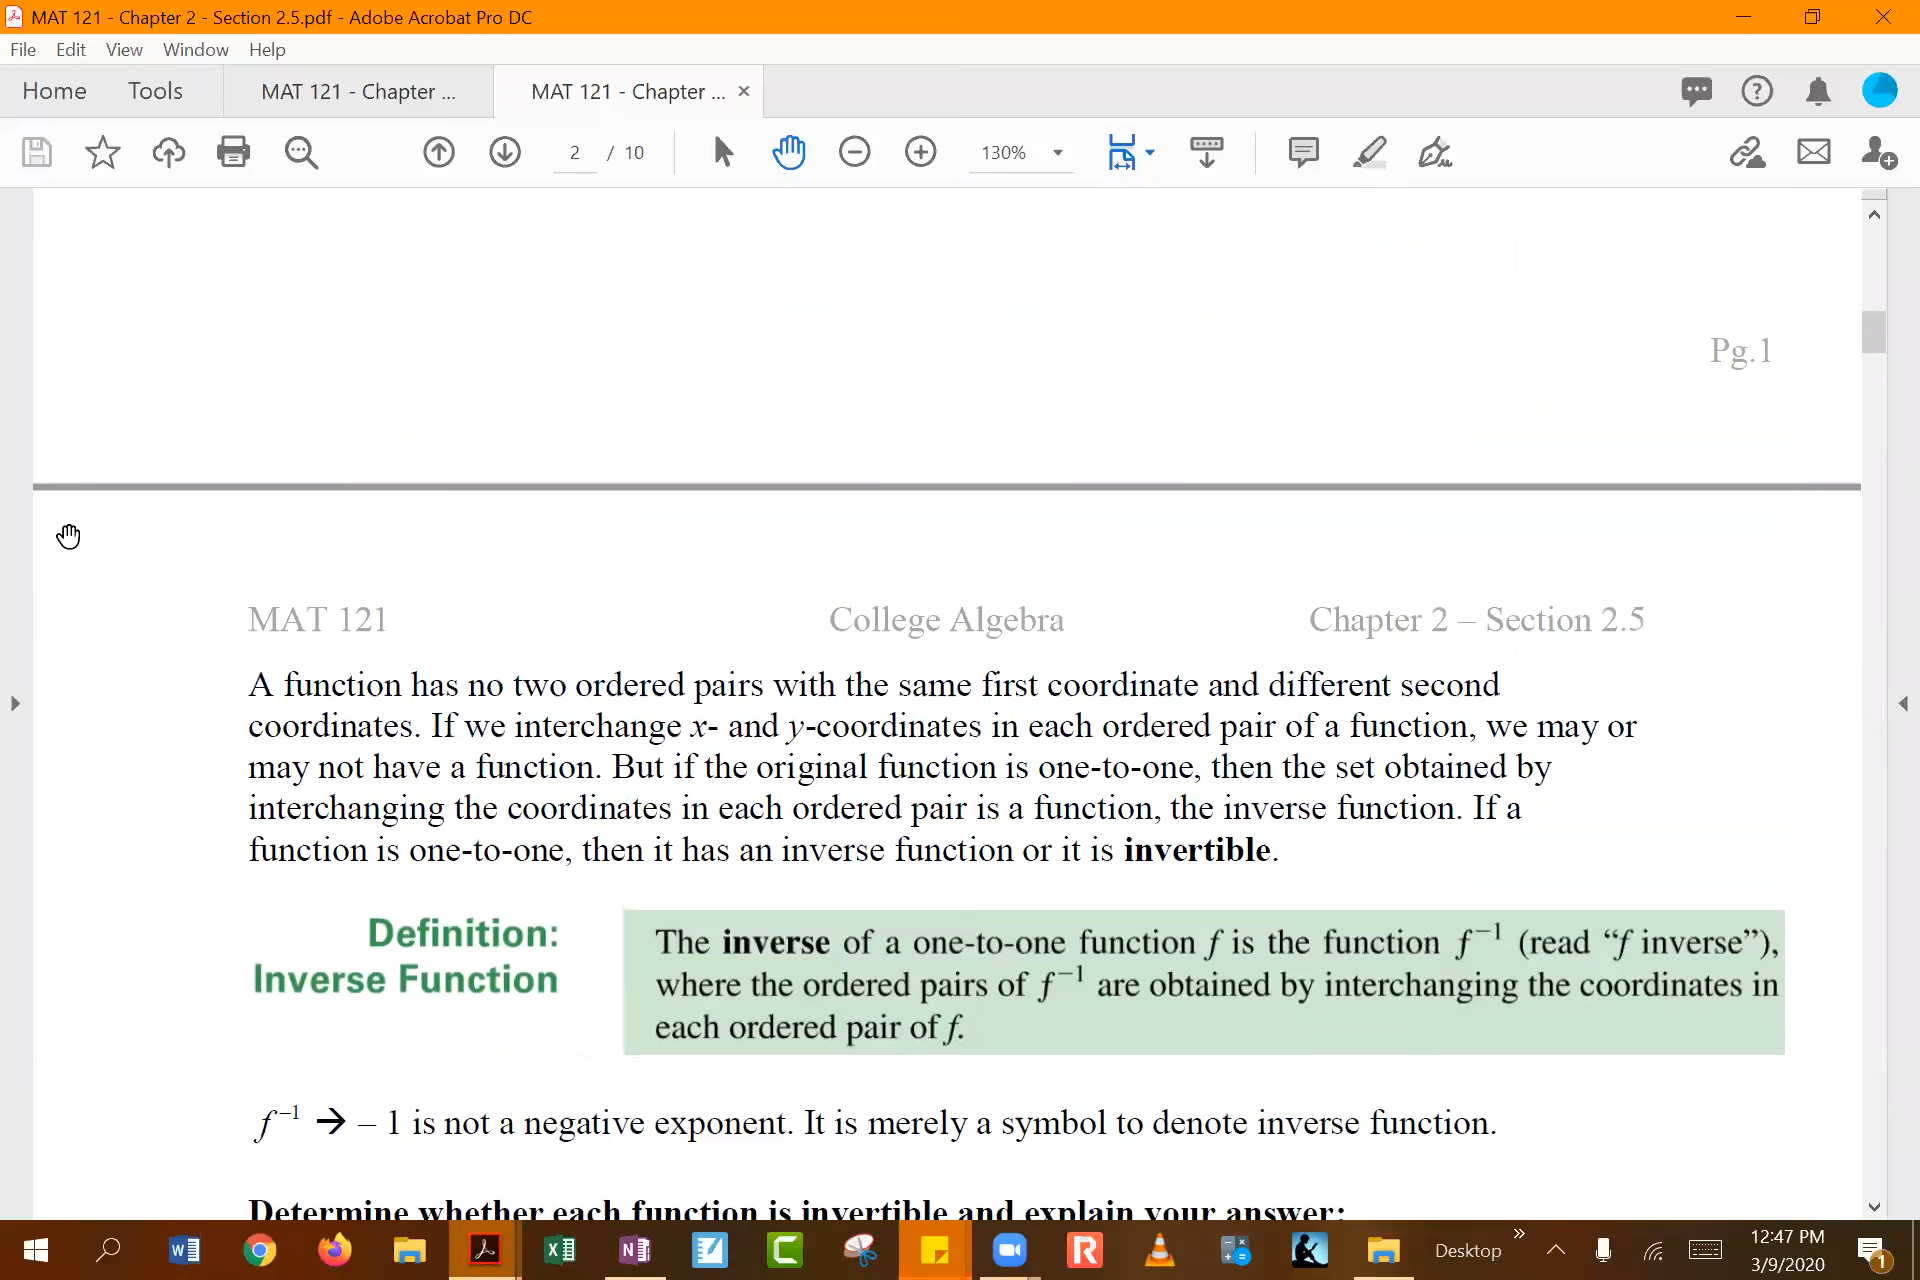 MAT 121 - Chapter 2 - Section 2.5.pdf - Adobe Acrobat Pro DC
File Edit View Window Help
Home Tools MAT 121 - Chapter ... MAT 121 - Chapter ... ×
2 / 10 130%
Pg.1
MAT 121 College Algebra Chapter 2 – Section 2.5
A function has no two ordered pairs with the same first coordinate and different second
coordinates. If we interchange x- and y-coordinates in each ordered pair of a function, we may or
may not have a function. But if the original function is one-to-one, then the set obtained by
interchanging the coordinates in each ordered pair is a function, the inverse function. If a
function is one-to-one, then it has an inverse function or it is invertible.
Definition:
Inverse Function
The inverse of a one-to-one function f is the function f⁻¹ (read “f inverse”),
where the ordered pairs of f⁻¹ are obtained by interchanging the coordinates in
each ordered pair of f.
f⁻¹ → – 1 is not a negative exponent. It is merely a symbol to denote inverse function.
Determine whether each function is invertible and explain your answer:
Desktop
12:47 PM
3/9/2020
1